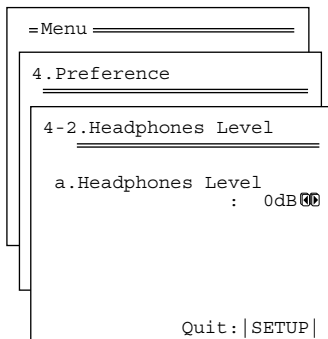 Menu
4.Preference
4-2.Headphones Level
a.Headphones Level
: 0dB
Quit:|SETUP|